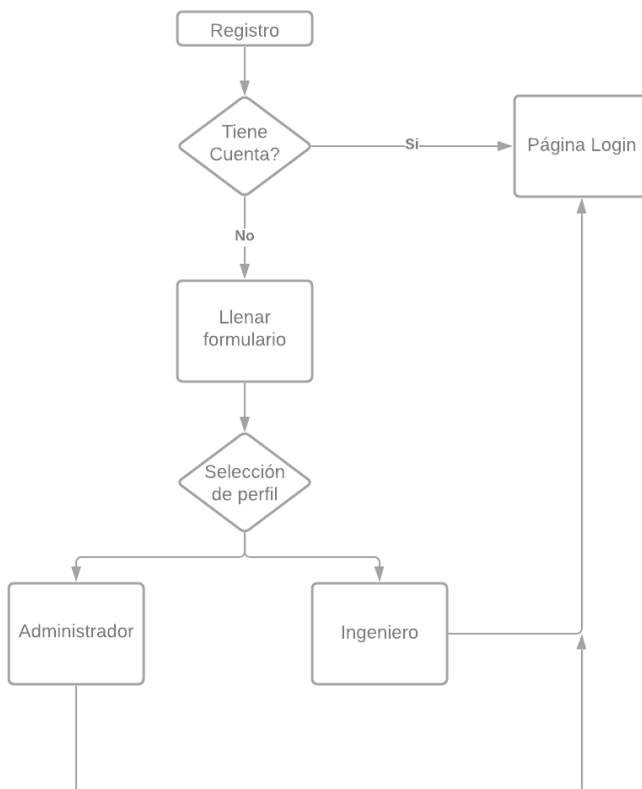 Registro
Tiene
Cuenta?
Si
Página Login
No
Llenar
formulario
Selección
de perfil
Administrador
Ingeniero